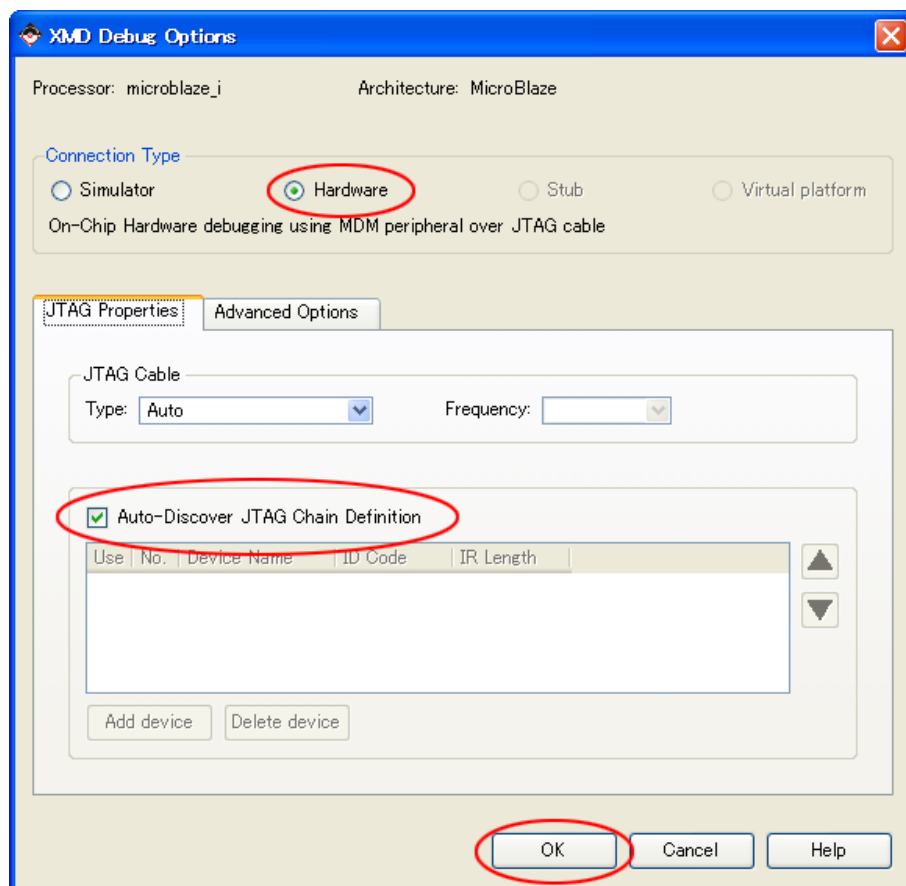 XMD Debug Options
Processor: microblaze_i Architecture: MicroBlaze
Connection Type
Simulator Hardware Stub Virtual platform
On-Chip Hardware debugging using MDM peripheral over JTAG cable
JTAG Properties Advanced Options
JTAG Cable
Type: Auto Frequency:
Auto-Discover JTAG Chain Definition
Use No. Device Name ID Code IR Length
Add device Delete device
OK Cancel Help